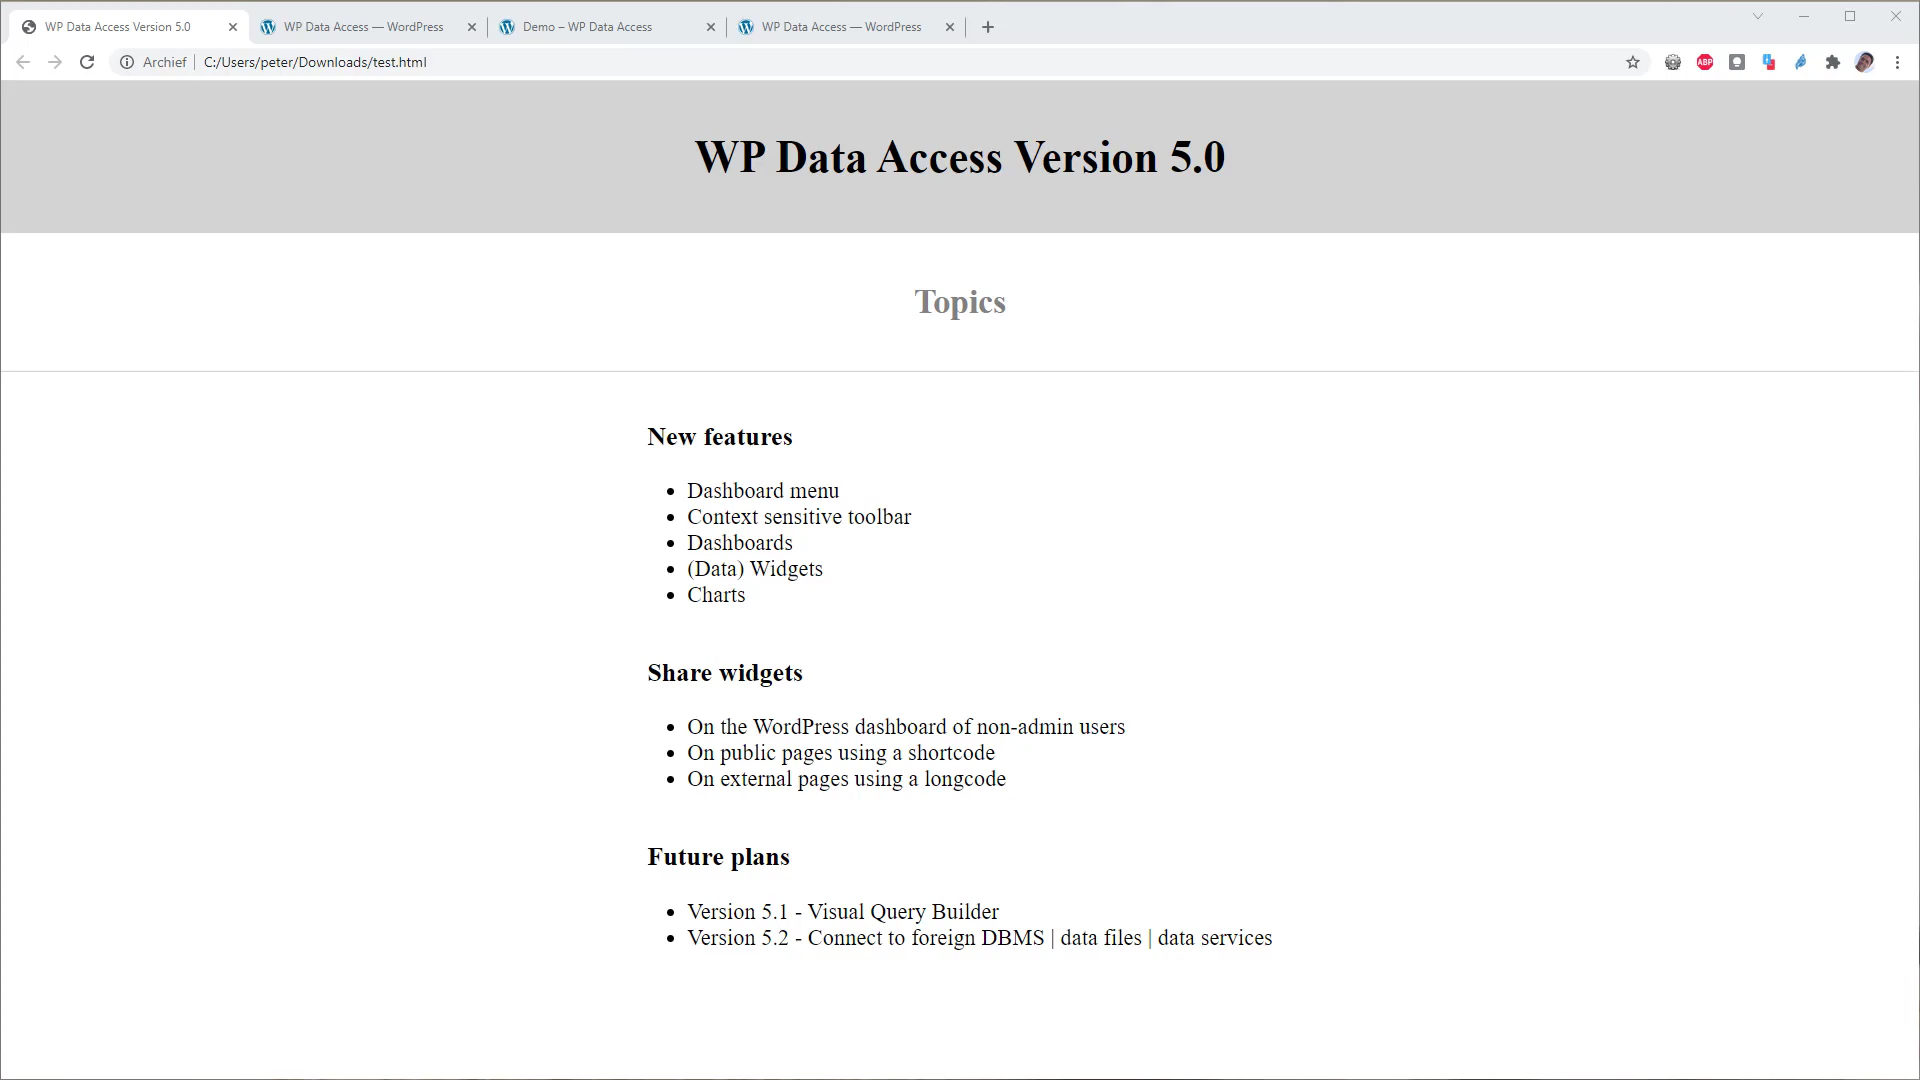 WP Data Access Version 5.0
WP Data Access — WordPress
Demo – WP Data Access
WP Data Access — WordPress
Archief
C:/Users/peter/Downloads/test.html
ABP
WP Data Access Version 5.0
Topics
New features
Dashboard menu
Context sensitive toolbar
Dashboards
(Data) Widgets
Charts
Share widgets
On the WordPress dashboard of non-admin users
On public pages using a shortcode
On external pages using a longcode
Future plans
Version 5.1 - Visual Query Builder
Version 5.2 - Connect to foreign DBMS | data files | data services